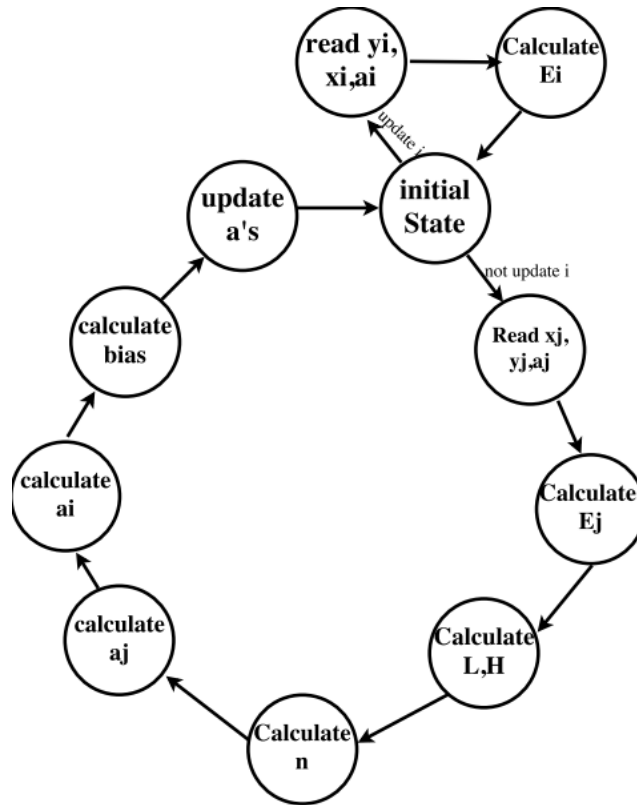 read yi,
xi,ai
Calculate
Ei
update i
initial
State
update
a's
not update i
Read xj,
yj,aj
calculate
bias
calculate
ai
Calculate
Ej
calculate
aj
Calculate
L,H
Calculate
n